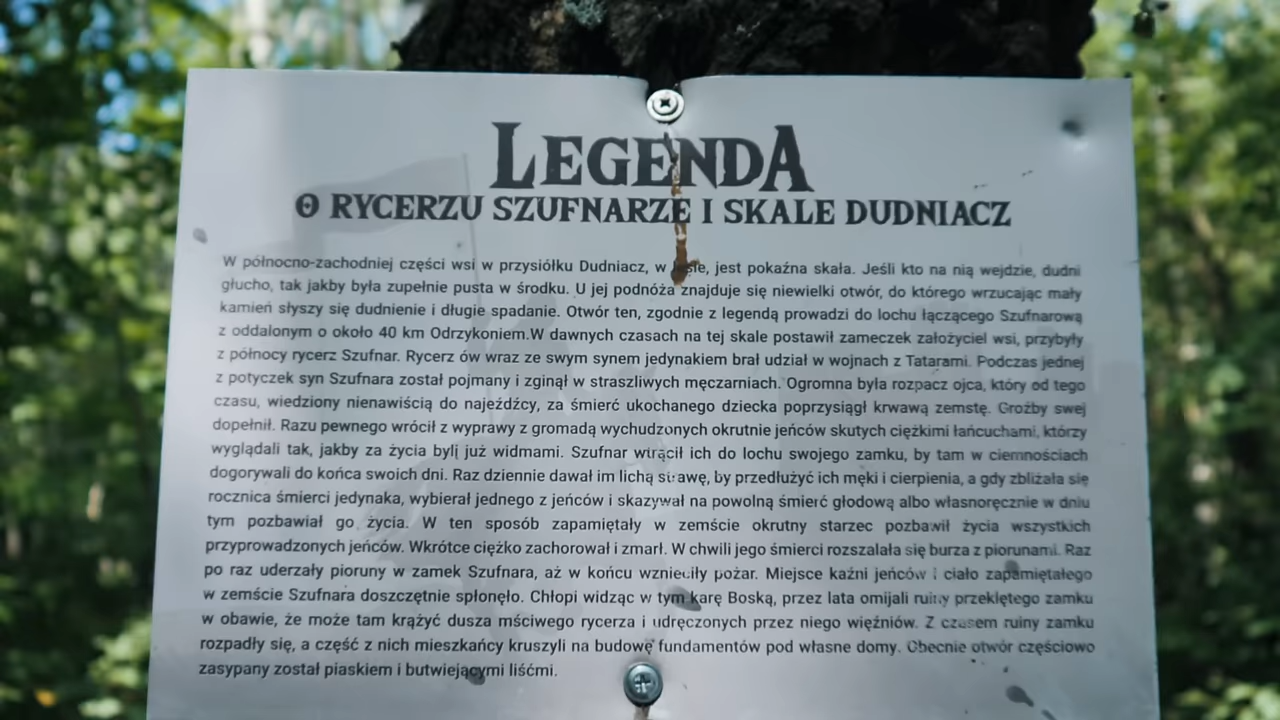 LEGENDA
O RYCERZU SZUFNARZE I SKALE DUDNIACZ
W północno-zachodniej części wsi w przysiółku Dudniacz, w lesie, jest pokaźna skała. Jeśli kto na nią wejdzie, dudni
głucho, tak jakby była zupełnie pusta w środku. U jej podnóża znajduje się niewielki otwór, do którego wrzucając mały
kamień słyszy się dudnienie i długie spadanie. Otwór ten, zgodnie z legendą prowadzi do lochu łączącego Szufnarową
z oddalonym o około 40 km Odrzykoniem.W dawnych czasach na tej skale postawił zameczek założyciel wsi, przybyły
z północy rycerz Szufnar. Rycerz ów wraz ze swym synem jedynakiem brał udział w wojnach z Tatarami. Podczas jednej
z potyczek syn Szufnara został pojmany i zginął w straszliwych męczarniach. Ogromna była rozpacz ojca, który od tego
czasu, wiedziony nienawiścią do najeźdźcy, za śmierć ukochanego dziecka poprzysiągł krwawą zemstę. Groźby swej
dopełnił. Razu pewnego wrócił z wyprawy z gromadą wychudzonych okrutnie jeńców skutych ciężkimi łańcuchami, którzy
wyglądali tak, jakby za życia byli już widmami. Szufnar wtrącił ich do lochu swojego zamku, by tam w ciemnościach
dogorywali do końca swoich dni. Raz dziennie dawał im lichą strawę, by przedłużyć ich męki i cierpienia, a gdy zbliżała się
rocznica śmierci jedynaka, wybierał jednego z jeńców i skazywał na powolną śmierć głodową albo własnoręcznie w dniu
tym pozbawiał go życia. W ten sposób zapamiętały w zemście okrutny starzec pozbawił życia wszystkich
przyprowadzonych jeńców. Wkrótce ciężko zachorował i zmarł. W chwili jego śmierci rozszalała się burza z piorunami. Raz
po raz uderzały pioruny w zamek Szufnara, aż w końcu wznieciły pożar. Miejsce kaźni jeńców i ciało zapamiętałego
w zemście Szufnara doszczętnie spłonęło. Chłopi widząc w tym karę Boską, przez lata omijali ruiny przeklętego zamku
w obawie, że może tam krążyć dusza mściwego rycerza i udręczonych przez niego więźniów. Z czasem ruiny zamku
rozpadły się, a część z nich mieszkańcy kruszyli na budowę fundamentów pod własne domy. Obecnie otwór częściowo
zasypany został piaskiem i butwiejącymi liśćmi.